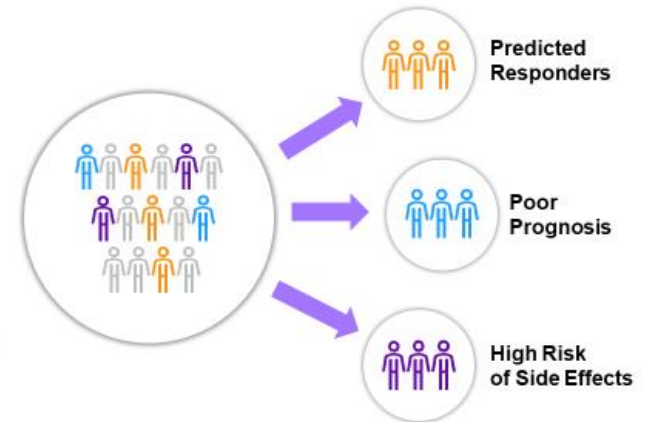 Predicted
Responders
Poor
Prognosis
High Risk
of Side Effects